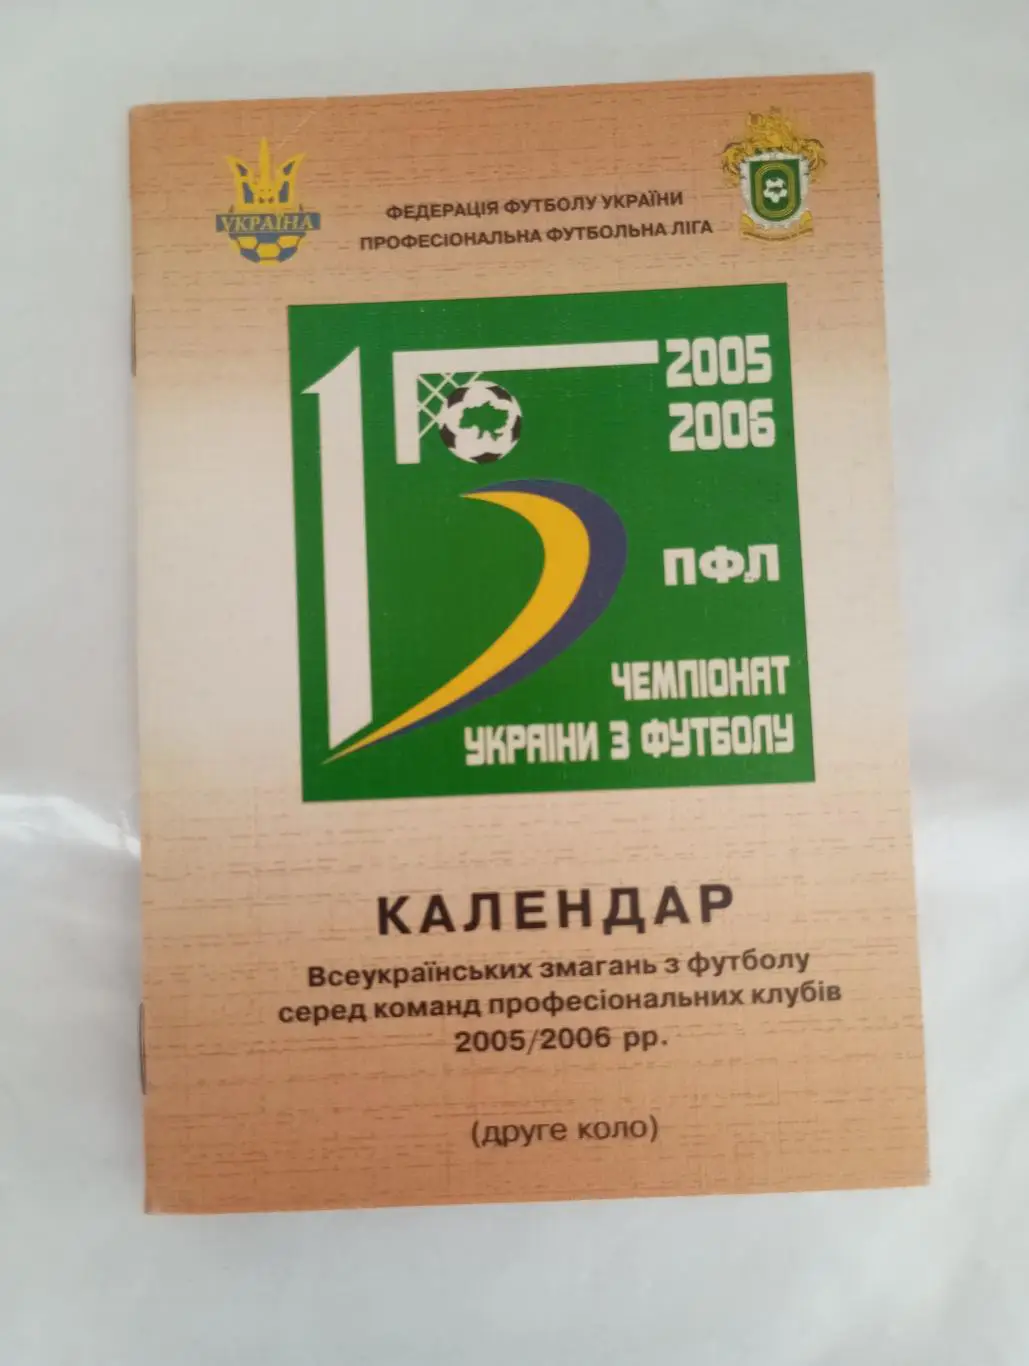 УКРАЇНА
ФЕДЕРАЦІЯ ФУТБОЛУ УКРАЇНИ
ПРОФЕСІОНАЛЬНА ФУТБОЛЬНА ЛІГА
15
2005
2006
ПФЛ
ЧЕМПІОНАТ
УКРАЇНИ З ФУТБОЛУ
КАЛЕНДАР
Всеукраїнських змагань з футболу
серед команд професіональних клубів
2005/2006 рр.
(друге коло)